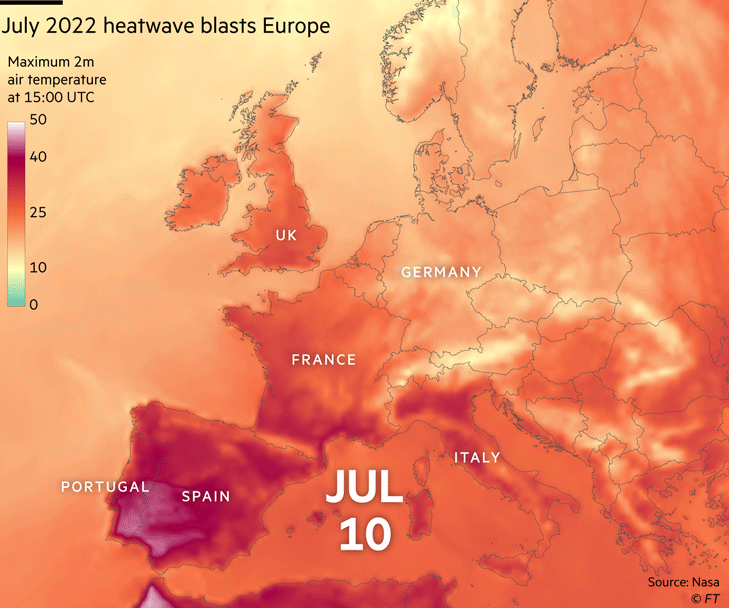 July 2022 heatwave blasts Europe
Maximum 2m
air temperature
at 15:00 UTC
50
40
25
10
0
UK
GERMANY
FRANCE
ITALY
PORTUGAL
SPAIN
JUL
10
Source: Nasa
© FT